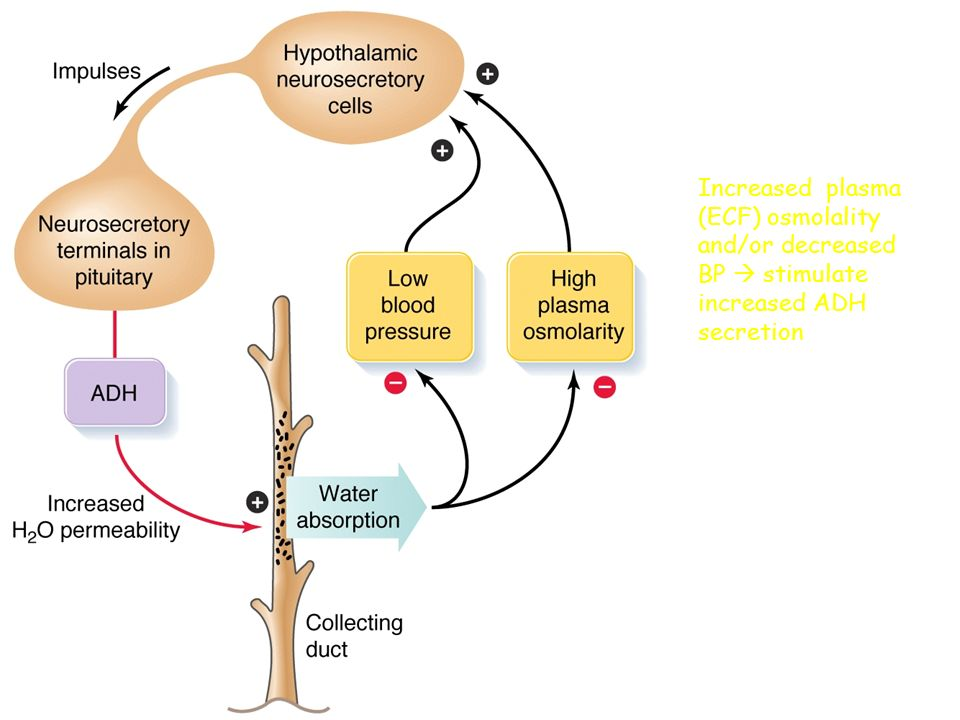 Hypothalamic
neurosecretory
cells
Impulses
+
+
Neurosecretory
terminals in
pituitary
Increased plasma
(ECF) osmolality
and/or decreased
BP → stimulate
increased ADH
secretion
Low
blood
pressure
High
plasma
osmolarity
−
−
ADH
Increased
H₂O permeability
+
Water
absorption
Collecting
duct